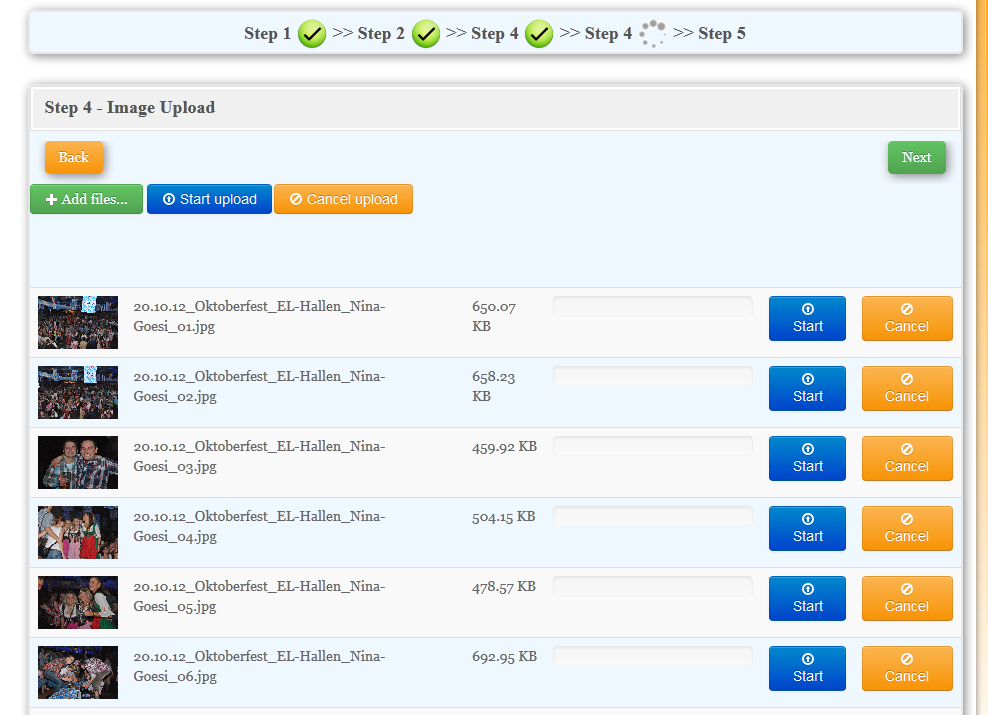 Step 1 >> Step 2 >> Step 4 >> Step 4 >> Step 5
Step 4 - Image Upload
Back
Next
Add files...
Start upload
Cancel upload
20.10.12_Oktoberfest_EL-Hallen_Nina-
Goesi_01.jpg
650.07
KB
Start
Cancel
20.10.12_Oktoberfest_EL-Hallen_Nina-
Goesi_02.jpg
658.23
KB
Start
Cancel
20.10.12_Oktoberfest_EL-Hallen_Nina-
Goesi_03.jpg
459.92 KB
Start
Cancel
20.10.12_Oktoberfest_EL-Hallen_Nina-
Goesi_04.jpg
504.15 KB
Start
Cancel
20.10.12_Oktoberfest_EL-Hallen_Nina-
Goesi_05.jpg
478.57 KB
Start
Cancel
20.10.12_Oktoberfest_EL-Hallen_Nina-
Goesi_06.jpg
692.95 KB
Start
Cancel